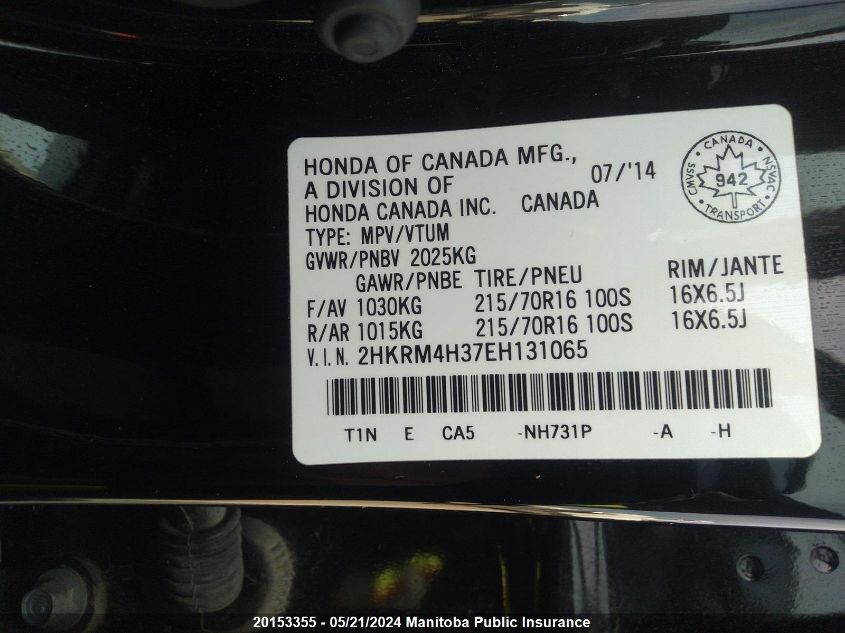 HONDA OF CANADA MFG.,
A DIVISION OF 07/'14
HONDA CANADA INC. CANADA
CANADA
CMVSS 942 NSVAC
TRANSPORT
TYPE: MPV/VTUM
GVWR/PNBV 2025KG
GAWR/PNBE TIRE/PNEU RIM/JANTE
F/AV 1030KG 215/70R16 100S 16X6.5J
R/AR 1015KG 215/70R16 100S 16X6.5J
V.I.N. 2HKRM4H37EH131065
T1N E CA5 -NH731P -A -H
20153355 - 05/21/2024 Manitoba Public Insurance